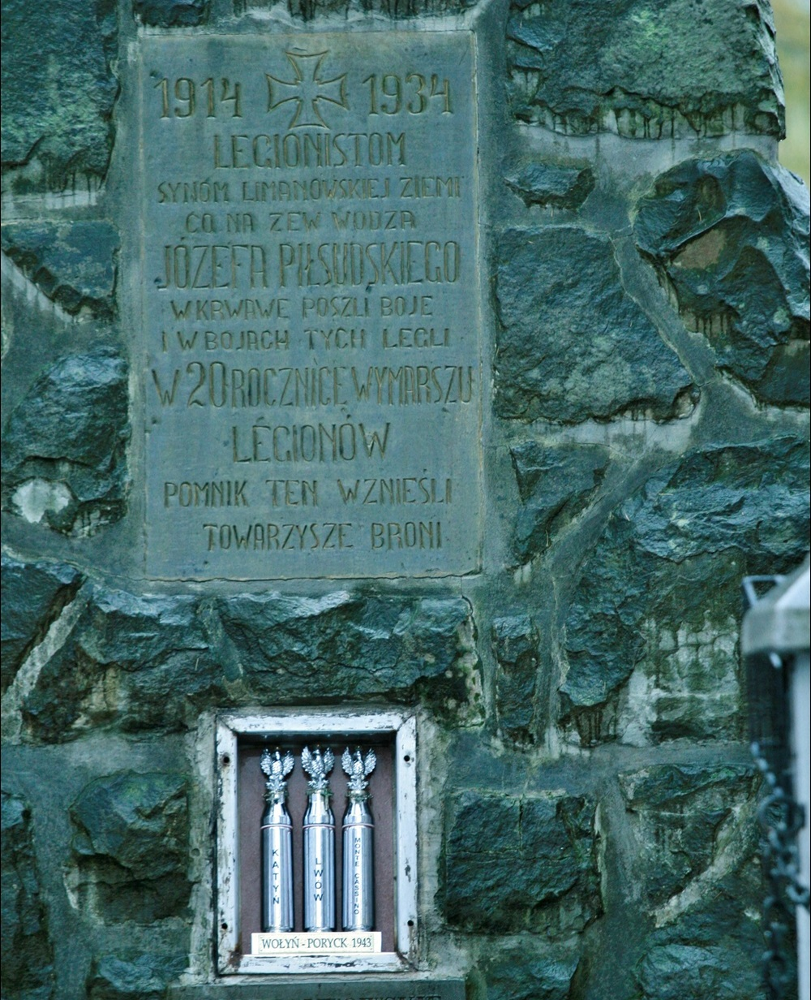 1914 1934
LEGIONISTOM
SYNÓM LIMANOWSKIEJ ZIEMI
CO NA ZEW WODZA
JÓZEFA PIŁSUDSKIEGO
W KRWAWE POSZLI BOJE
I W BOJACH TYCH LEGLI
W 20 ROCZNICĘ WYMARSZU
LEGIONÓW
POMNIK TEN WZNIEŚLI
TOWARZYSZE BRONI
KATYŃ
LWÓW
MONTE CASSINO
WOŁYŃ - PORYCK 1943